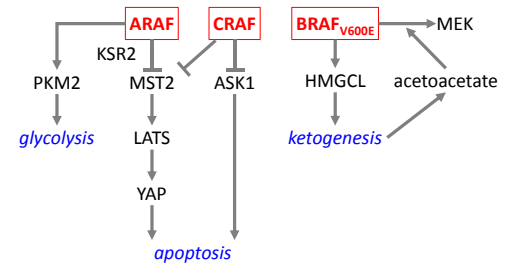 ARAF CRAF BRAFV600E MEK
KSR2
PKM2 MST2 ASK1 HMGCL acetoacetate
glycolysis LATS ketogenesis
YAP
apoptosis